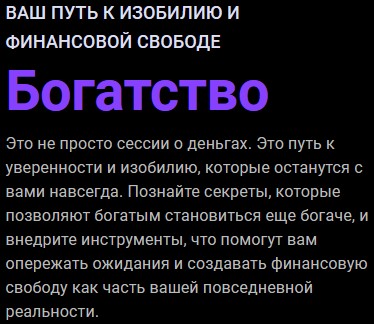 ВАШ ПУТЬ К ИЗОБИЛИЮ И
ФИНАНСОВОЙ СВОБОДЕ
Богатство
Это не просто сессии о деньгах. Это путь к
уверенности и изобилию, которые останутся с
вами навсегда. Познайте секреты, которые
позволяют богатым становиться еще богаче, и
внедрите инструменты, что помогут вам
опережать ожидания и создавать финансовую
свободу как часть вашей повседневной
реальности.